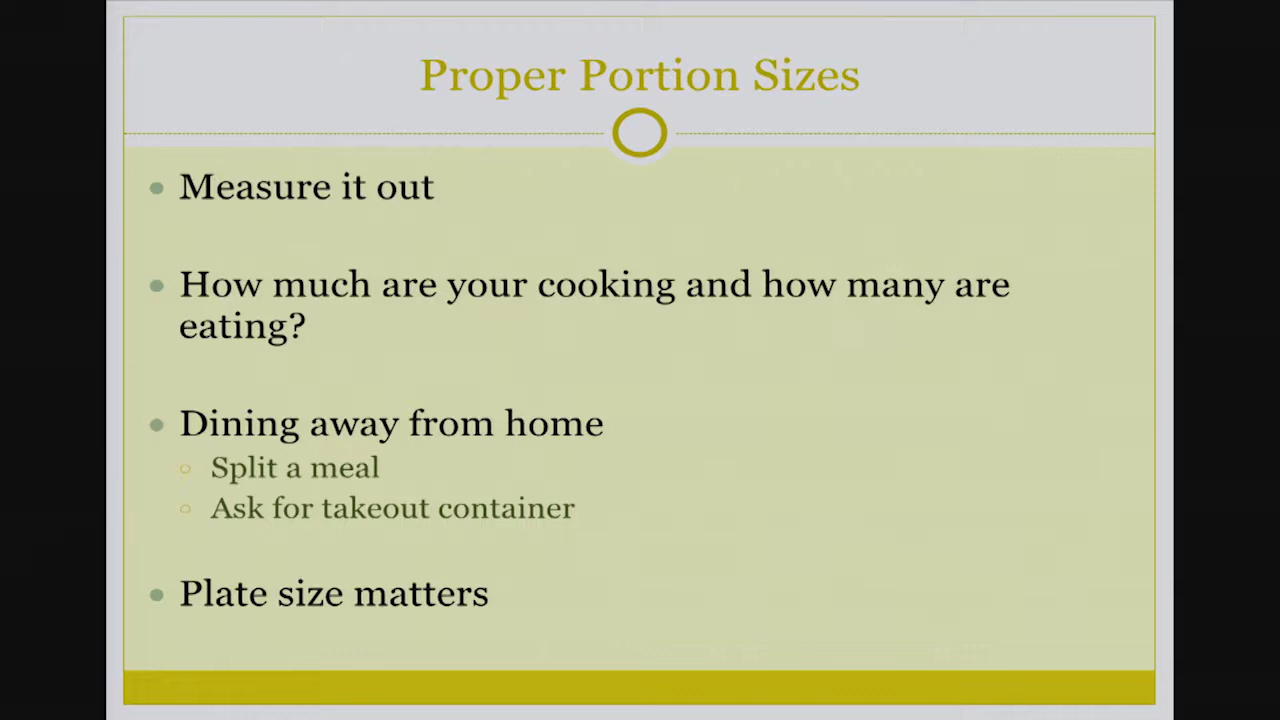 Proper Portion Sizes
Measure it out
How much are your cooking and how many are
eating?
Dining away from home
Split a meal
Ask for takeout container
Plate size matters